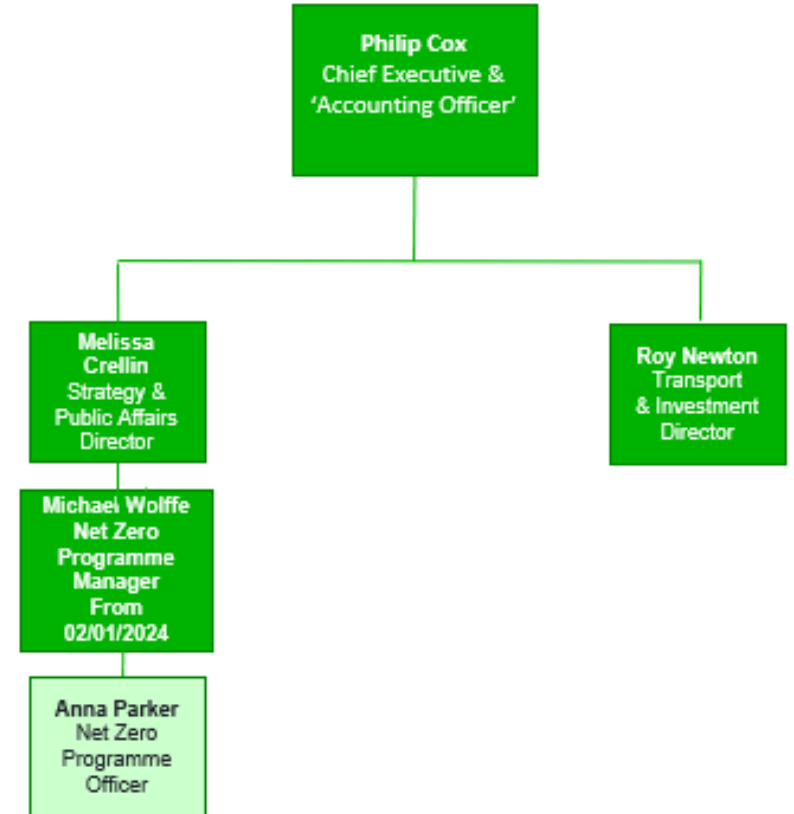 Philip Cox
Chief Executive &
‘Accounting Officer’
Melissa
Crellin
Strategy &
Public Affairs
Director
Roy Newton
Transport
& Investment
Director
Michael Wolffe
Net Zero
Programme
Manager
From
02/01/2024
Anna Parker
Net Zero
Programme
Officer